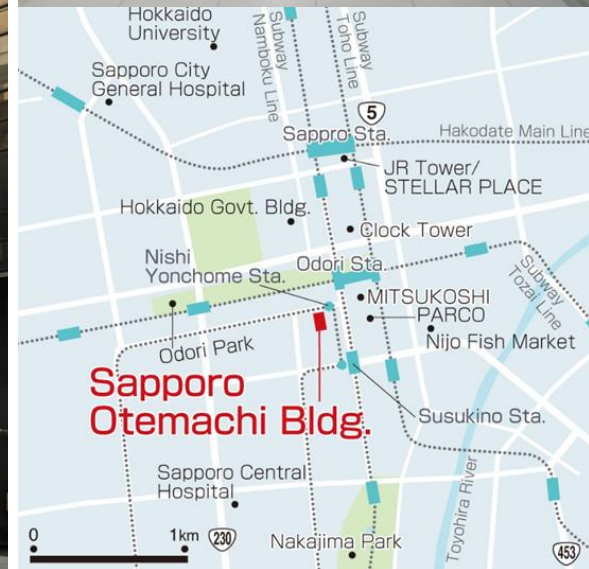 Hokkaido
University
Subway
Namboku Line
Subway
Toho Line
Sapporo City
General Hospital
5
Sappro Sta.
Hakodate Main Line
JR Tower/
STELLAR PLACE
Hokkaido Govt. Bldg.
Clock Tower
Nishi
Yonchome Sta.
Odori Sta.
Subway
Tozai Line
MITSUKOSHI
PARCO
Nijo Fish Market
Odori Park
Sapporo
Otemachi Bldg.
Susukino Sta.
Sapporo Central
Hospital
Toyohira River
0
1km
230
Nakajima Park
453